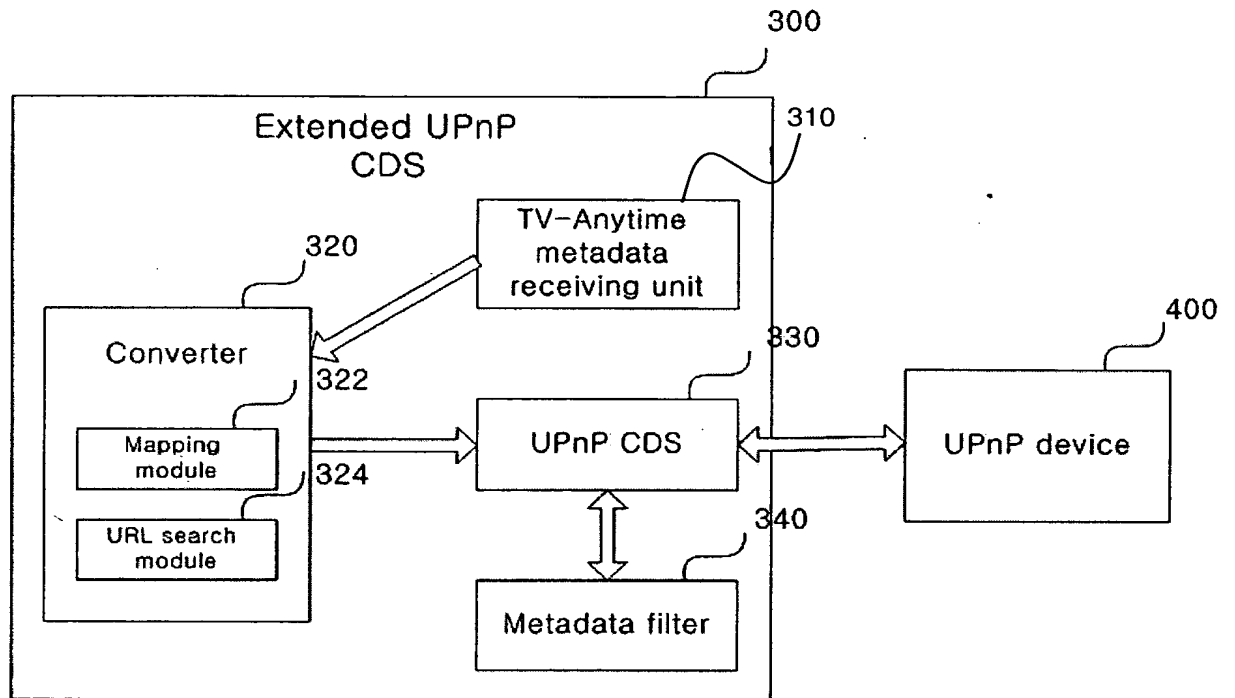 300
Extended UPnP
CDS
310
TV-Anytime
metadata
receiving unit
320
Converter
322
Mapping
module
324
URL search
module
330
UPnP CDS
400
UPnP device
340
Metadata filter